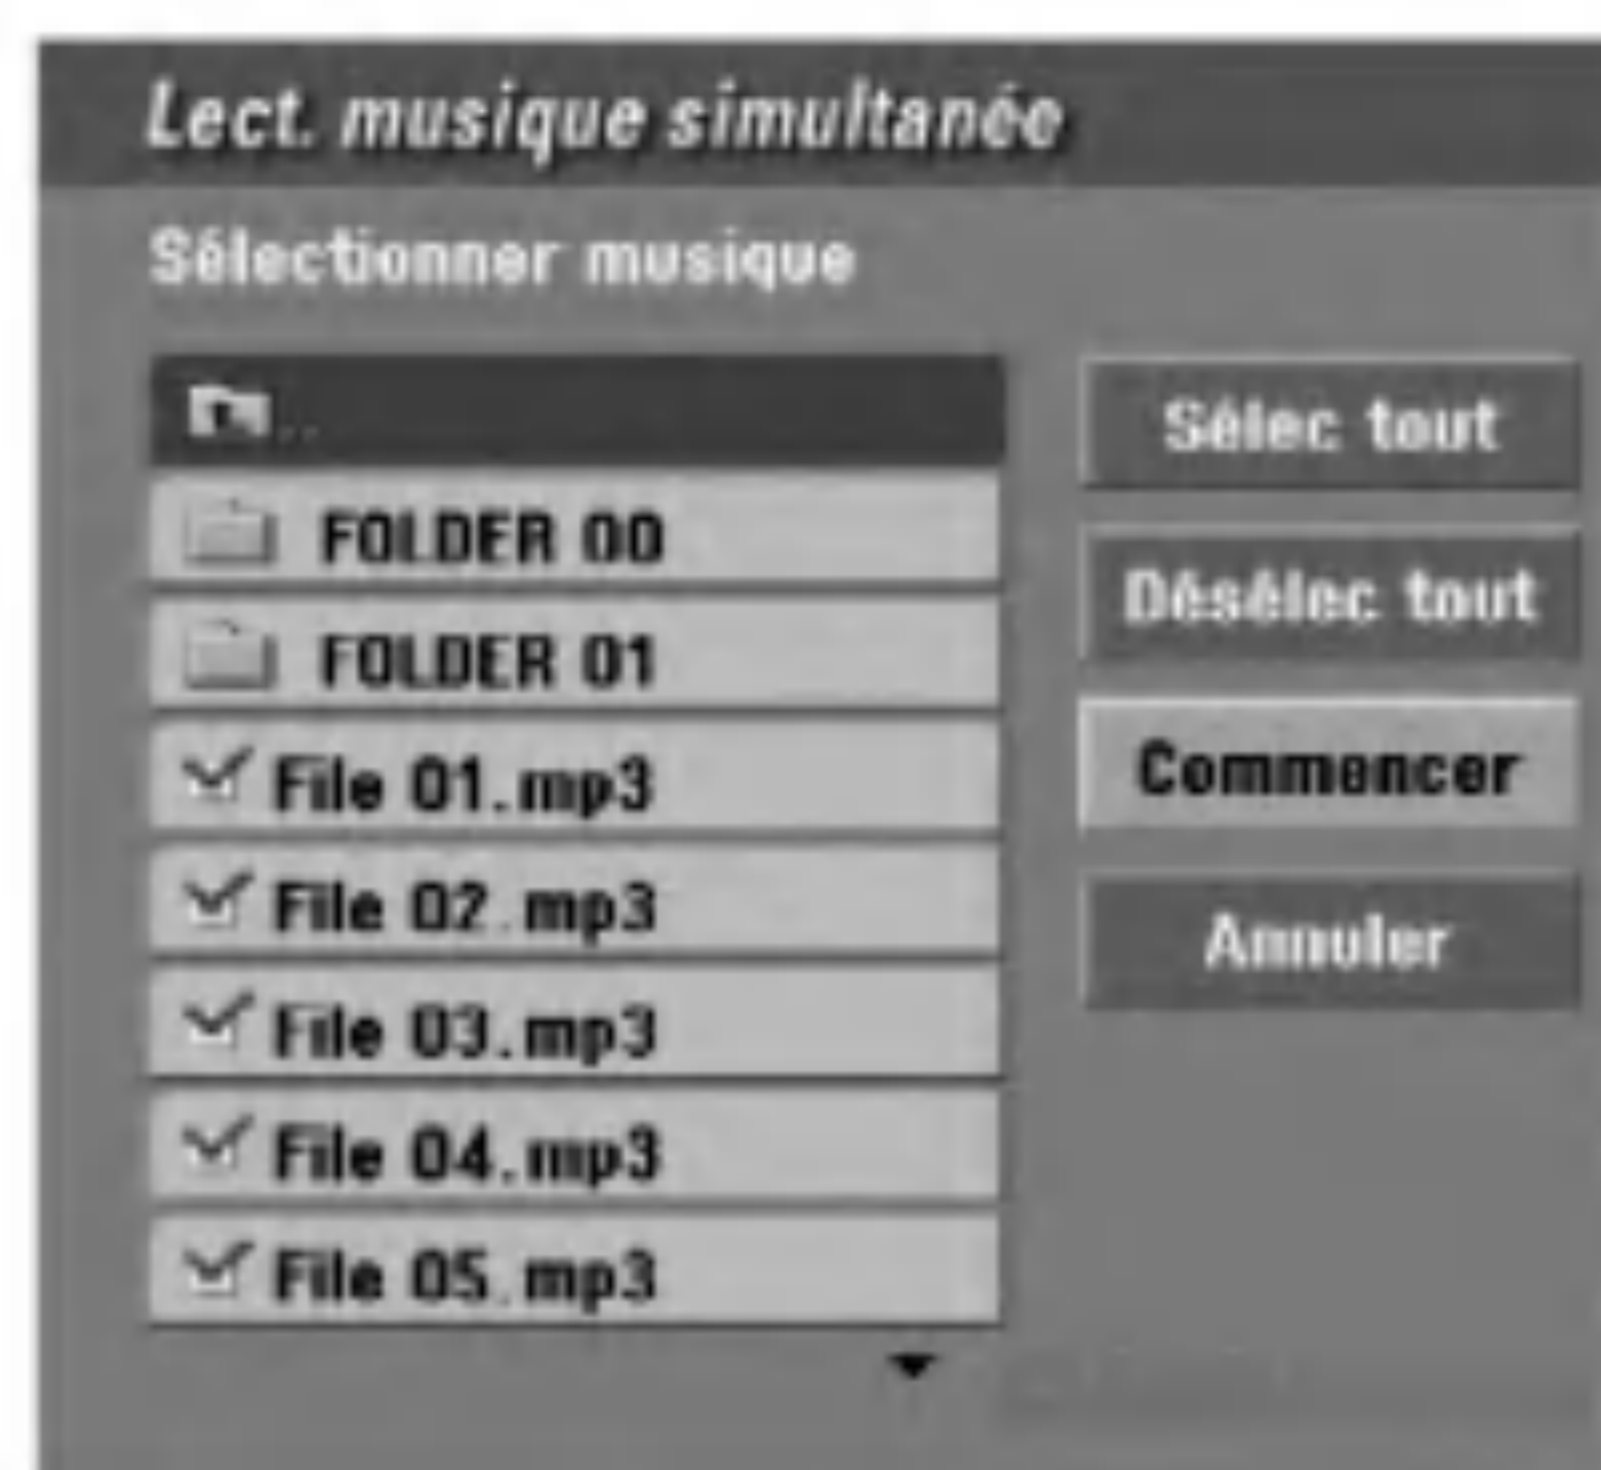 Lect. musique simultanée
Sélectionner musique
..
FOLDER 00
FOLDER 01
File 01.mp3
File 02.mp3
File 03.mp3
File 04.mp3
File 05.mp3
Sélec tout
Désélec tout
Commencer
Annuler